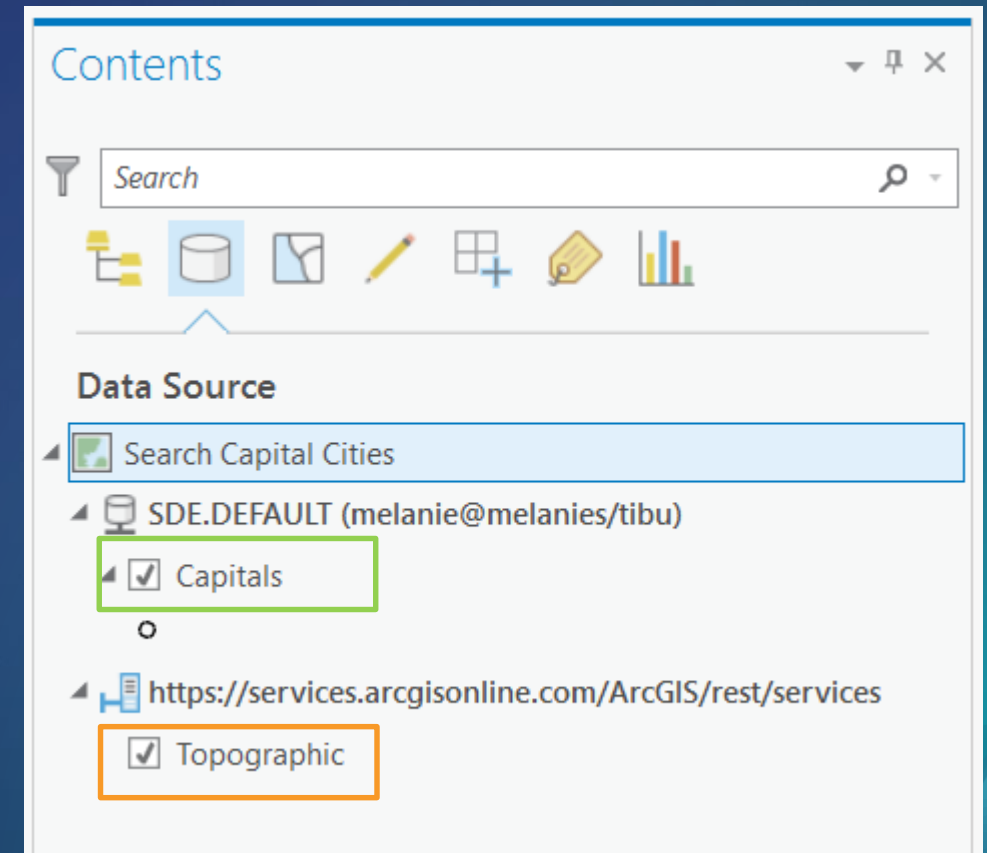 Contents
Search
Data Source
Search Capital Cities
SDE.DEFAULT (melanie@melanies/tibu)
Capitals
https://services.arcgisonline.com/ArcGIS/rest/services
Topographic